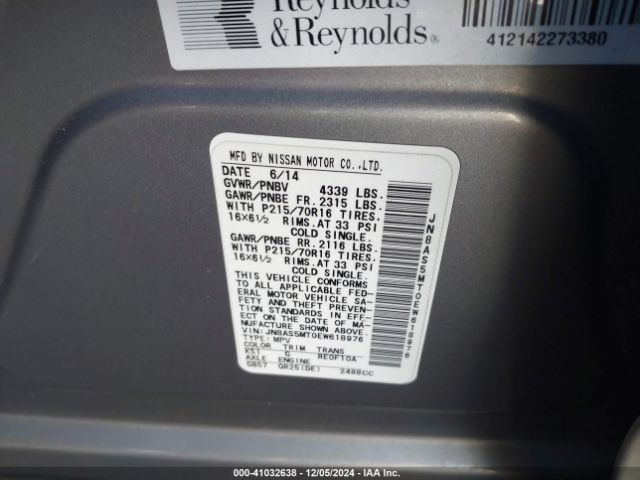 Reynolds
& Reynolds®
412142273380
MFD BY NISSAN MOTOR CO.,LTD.
DATE 6/14
GVWR/PNBV 4339 LBS.
GAWR/PNBE FR. 2315 LBS.
WITH P215/70R16 TIRES.
16X6½ RIMS. AT 33 PSI
COLD SINGLE.
GAWR/PNBE RR. 2116 LBS.
WITH P215/70R16 TIRES.
16X6½ RIMS. AT 33 PSI
COLD SINGLE.
THIS VEHICLE CONFORMS
TO ALL APPLICABLE FED-
ERAL MOTOR VEHICLE SA-
FETY AND THEFT PREVEN-
TION STANDARDS IN EFF-
ECT ON THE DATE OF MA-
NUFACTURE SHOWN ABOVE.
VIN: JN8AS5MT0EW618976
TYPE: MPV
COLOR TRIM TRANS
K51 G RE0F10A
AXLE ENGINE
GB57 QR25(DE) 2488CC
JN8AS5MT0EW618976
000-41032638 - 12/05/2024 - IAA Inc.